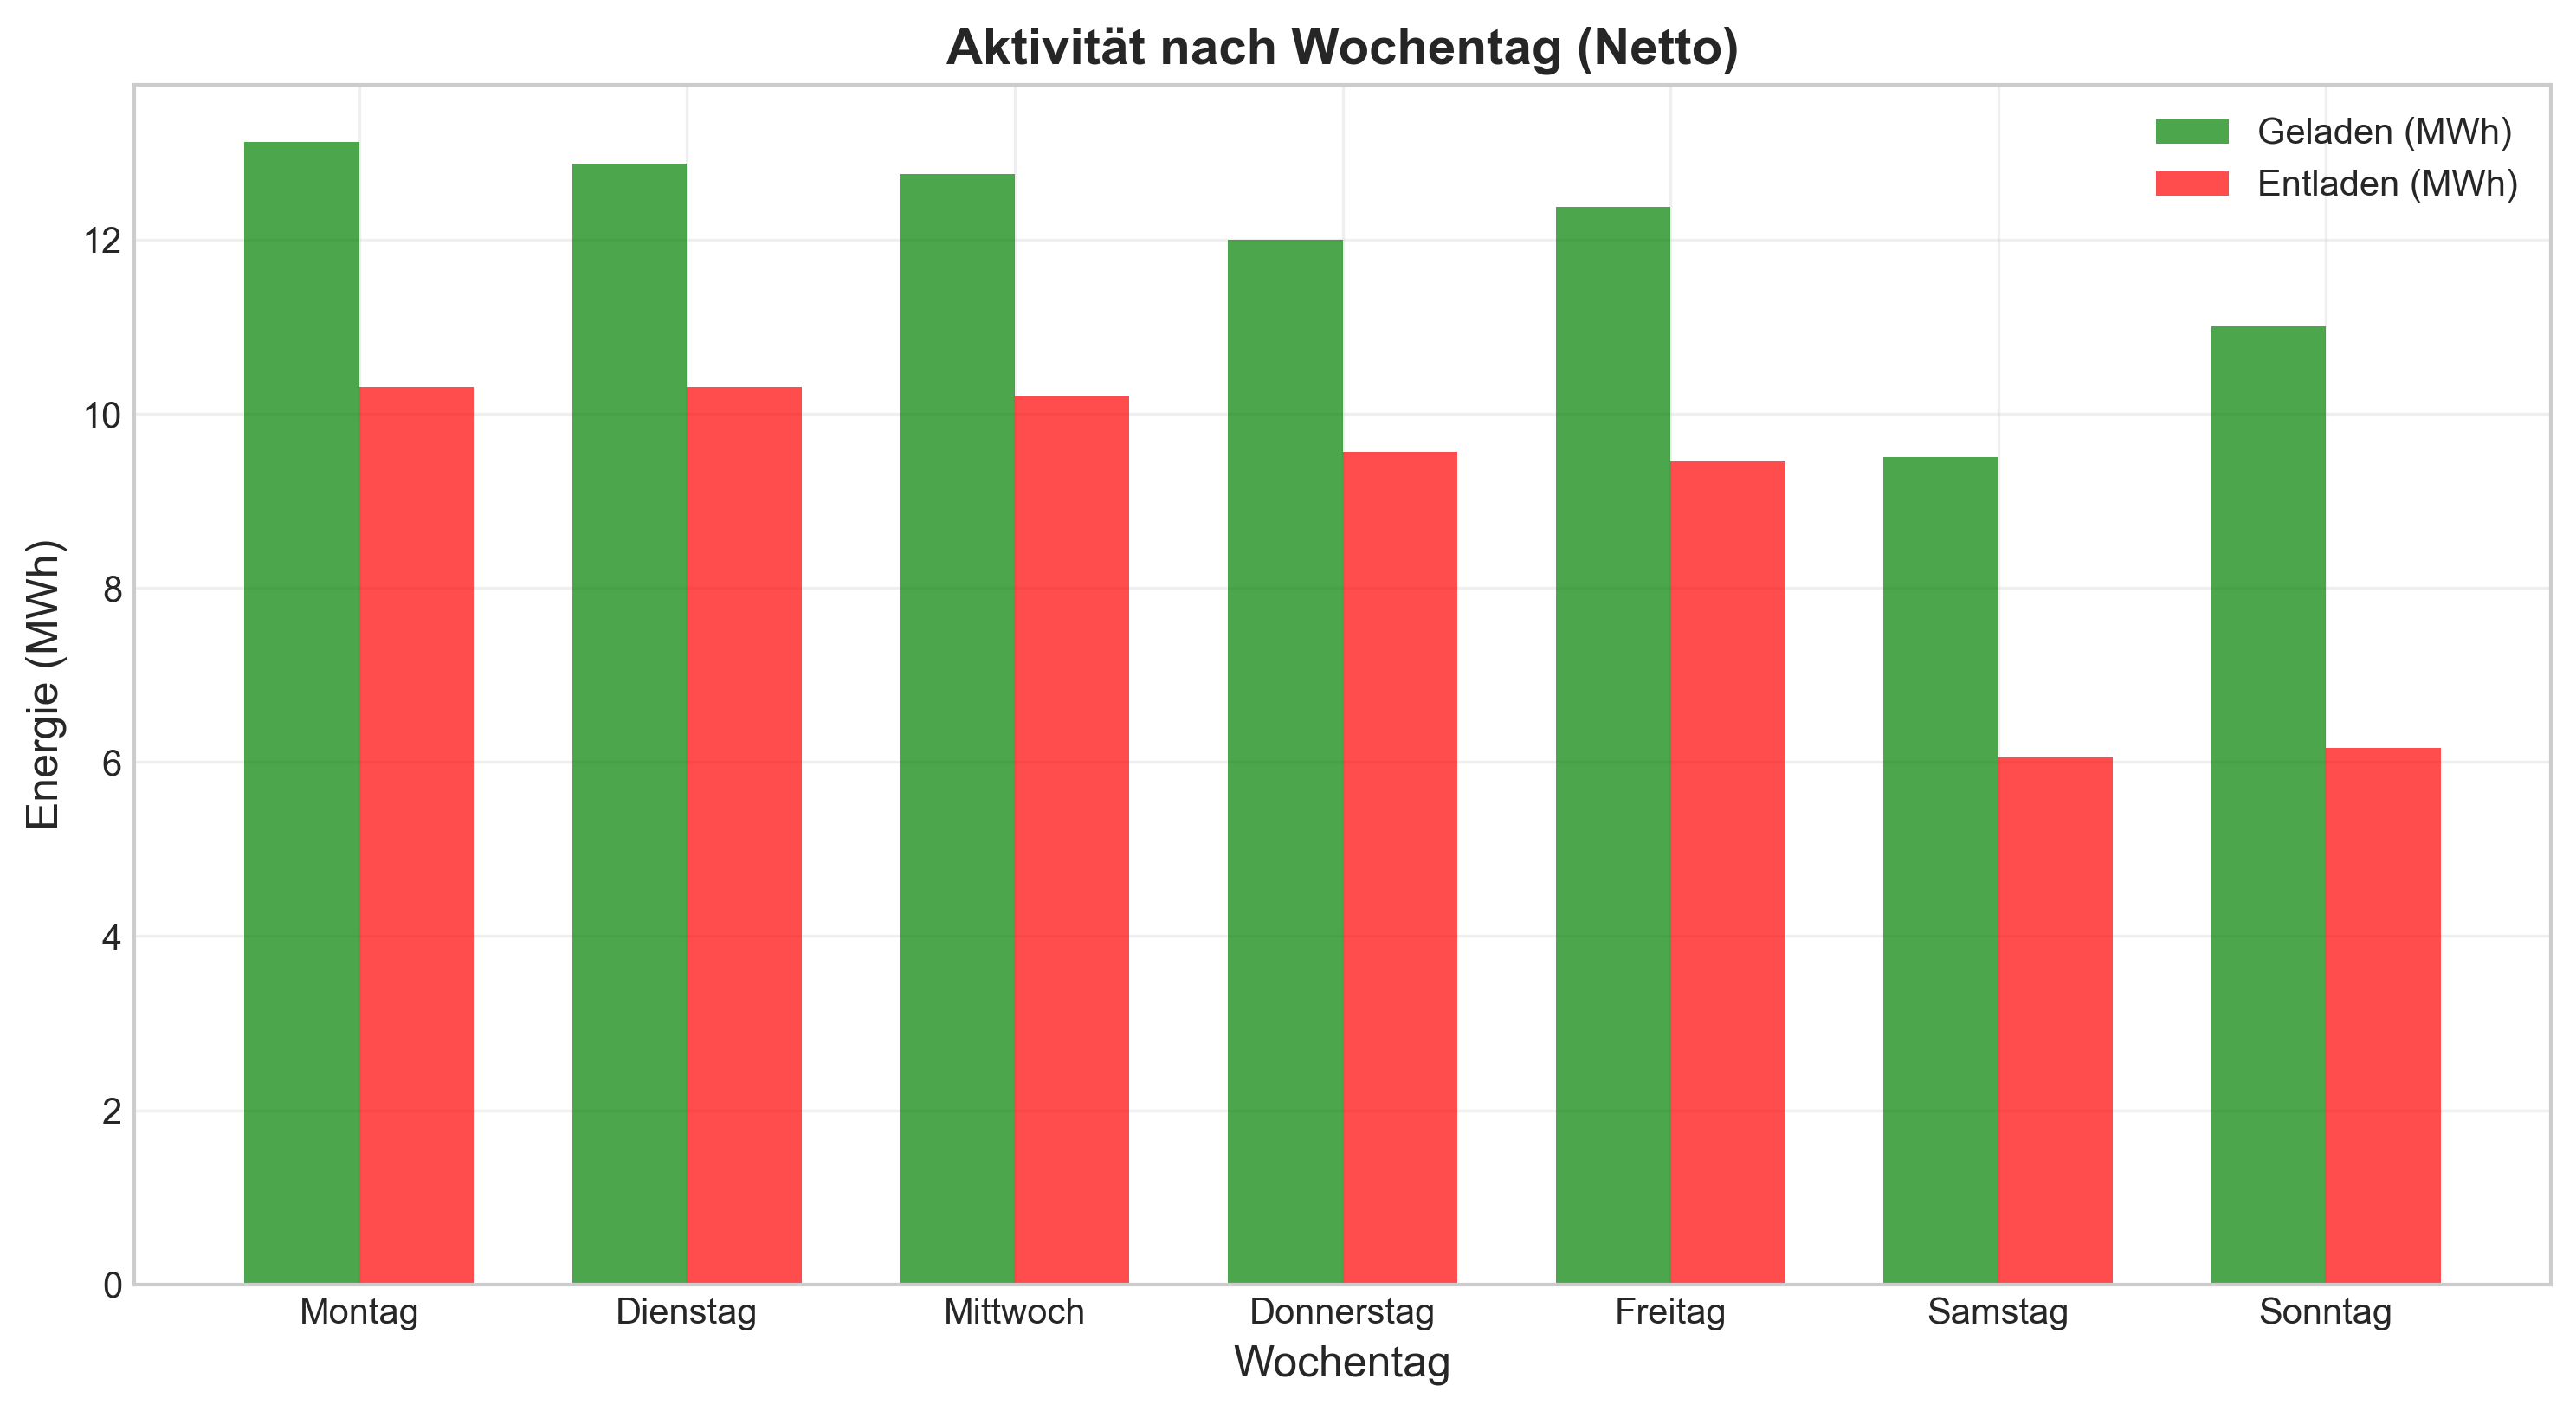 Aktivität nach Wochentag (Netto)
Geladen (MWh)
Entladen (MWh)
Energie (MWh)
12
10
8
6
4
2
0
Montag
Dienstag
Mittwoch
Donnerstag
Freitag
Samstag
Sonntag
Wochentag